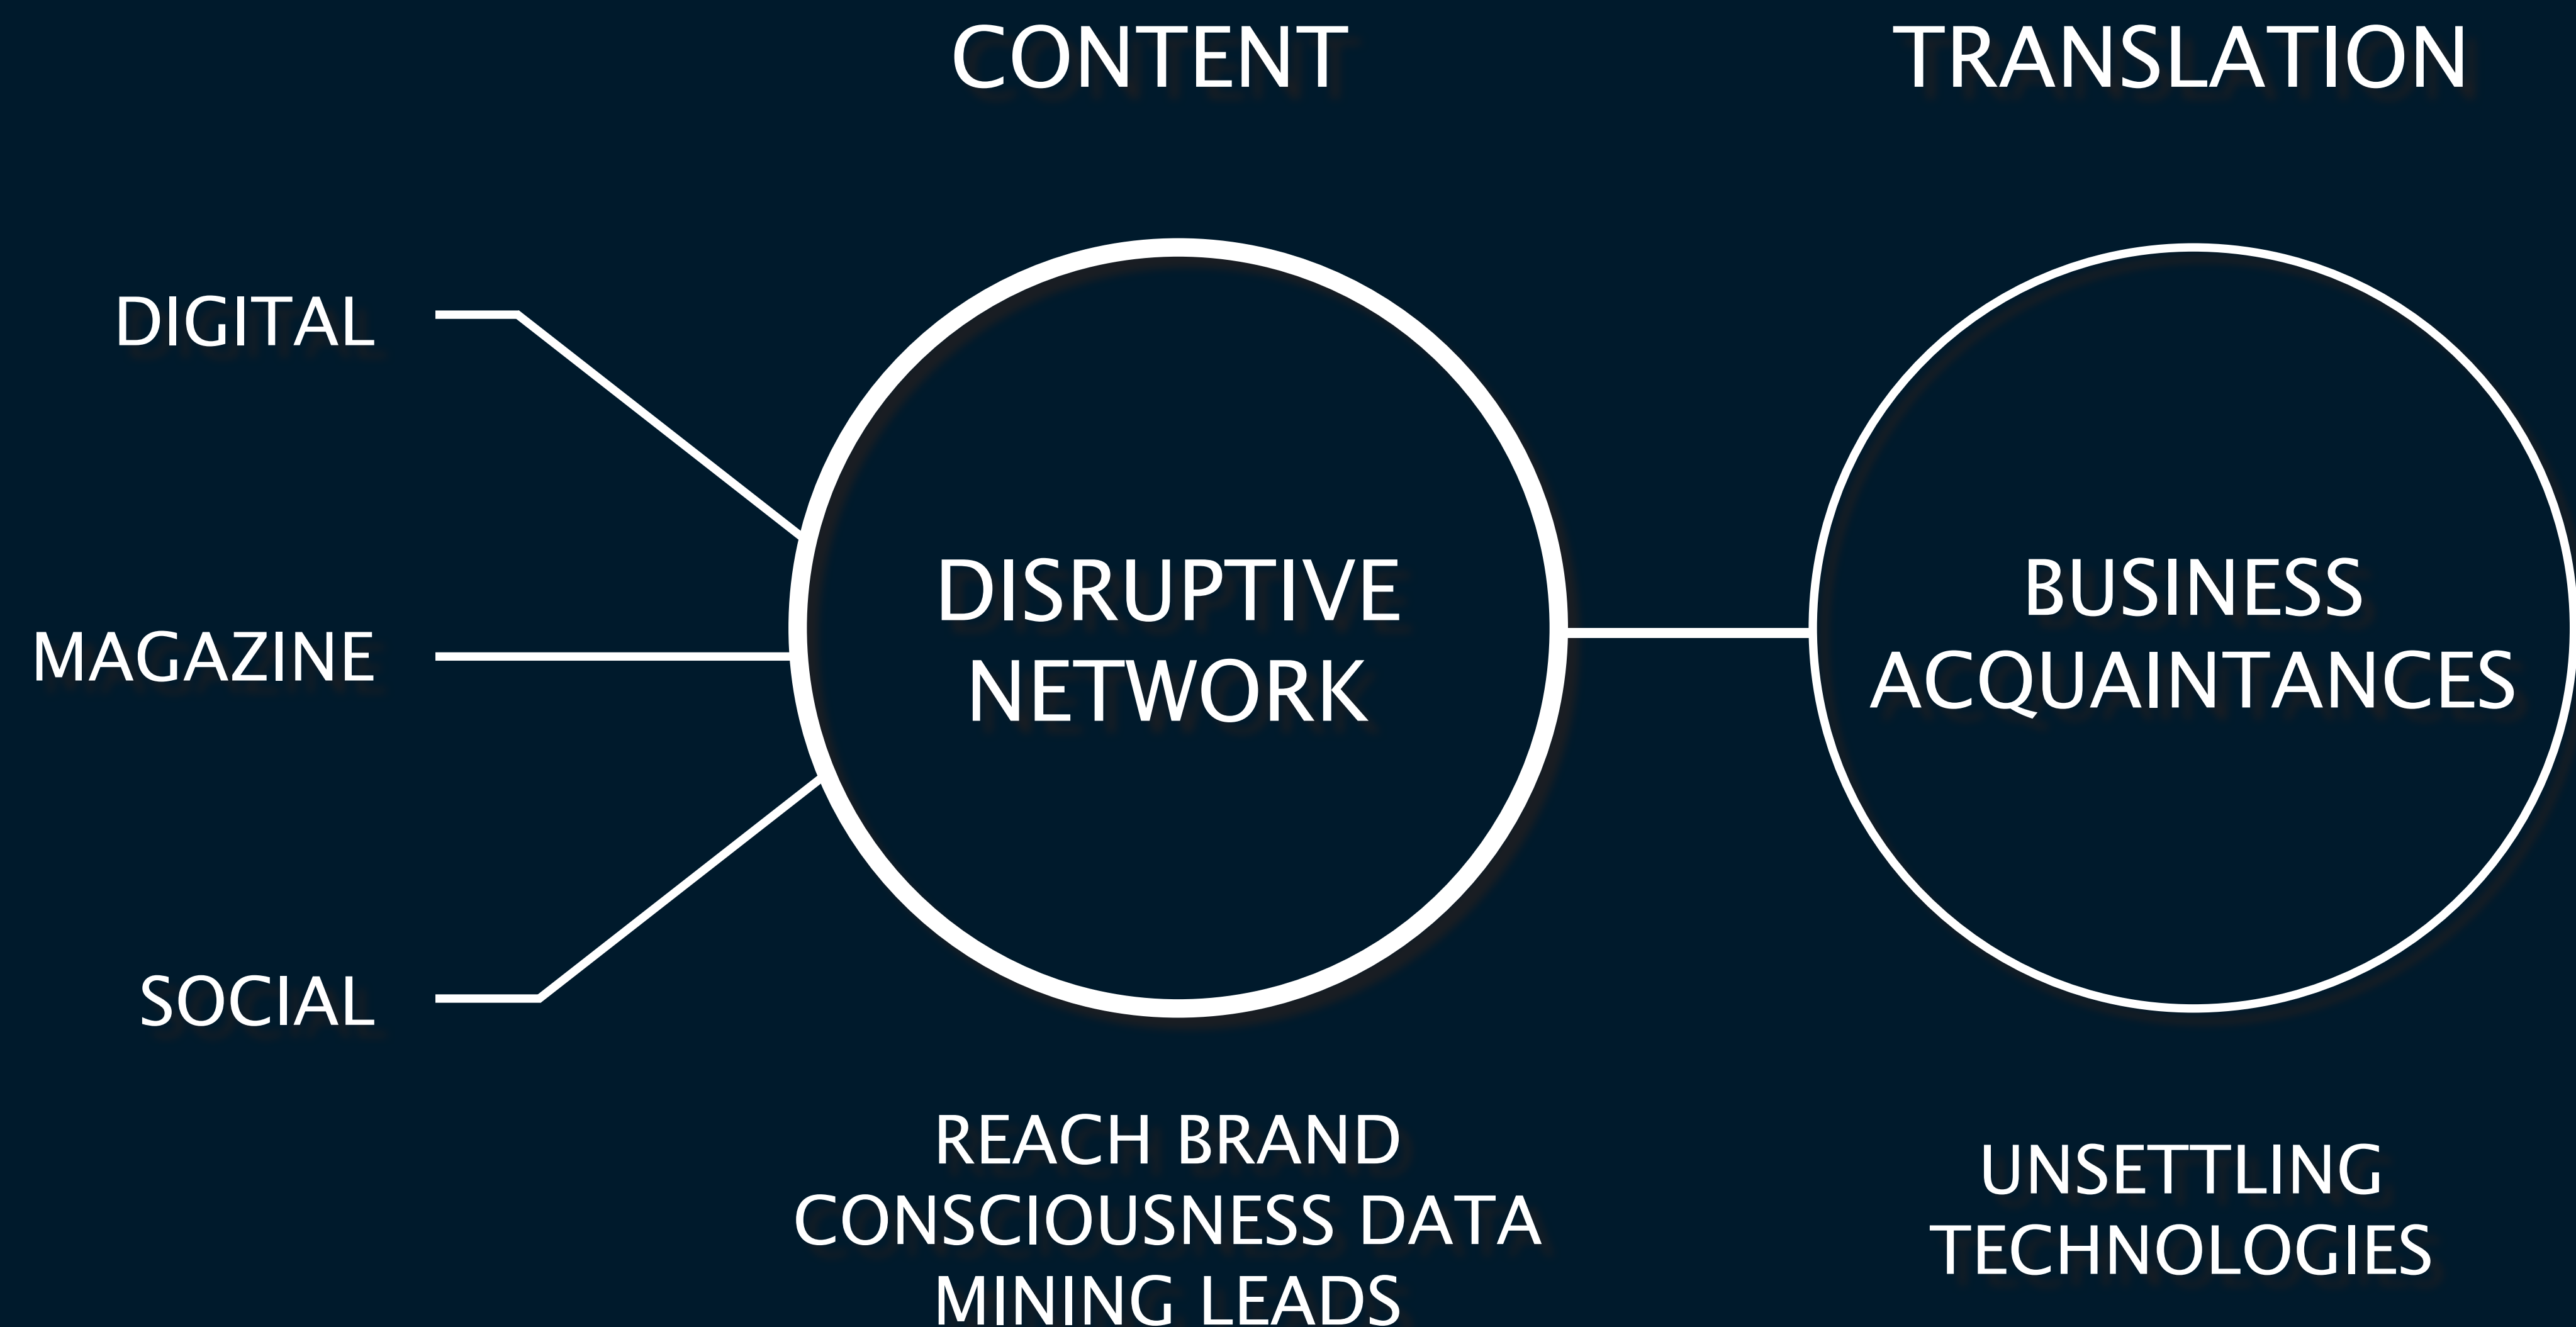 CONTENT
TRANSLATION
DIGITAL
MAGAZINE
SOCIAL
DISRUPTIVE
NETWORK
BUSINESS
ACQUAINTANCES
REACH BRAND
CONSCIOUSNESS DATA
MINING LEADS
UNSETTLING
TECHNOLOGIES